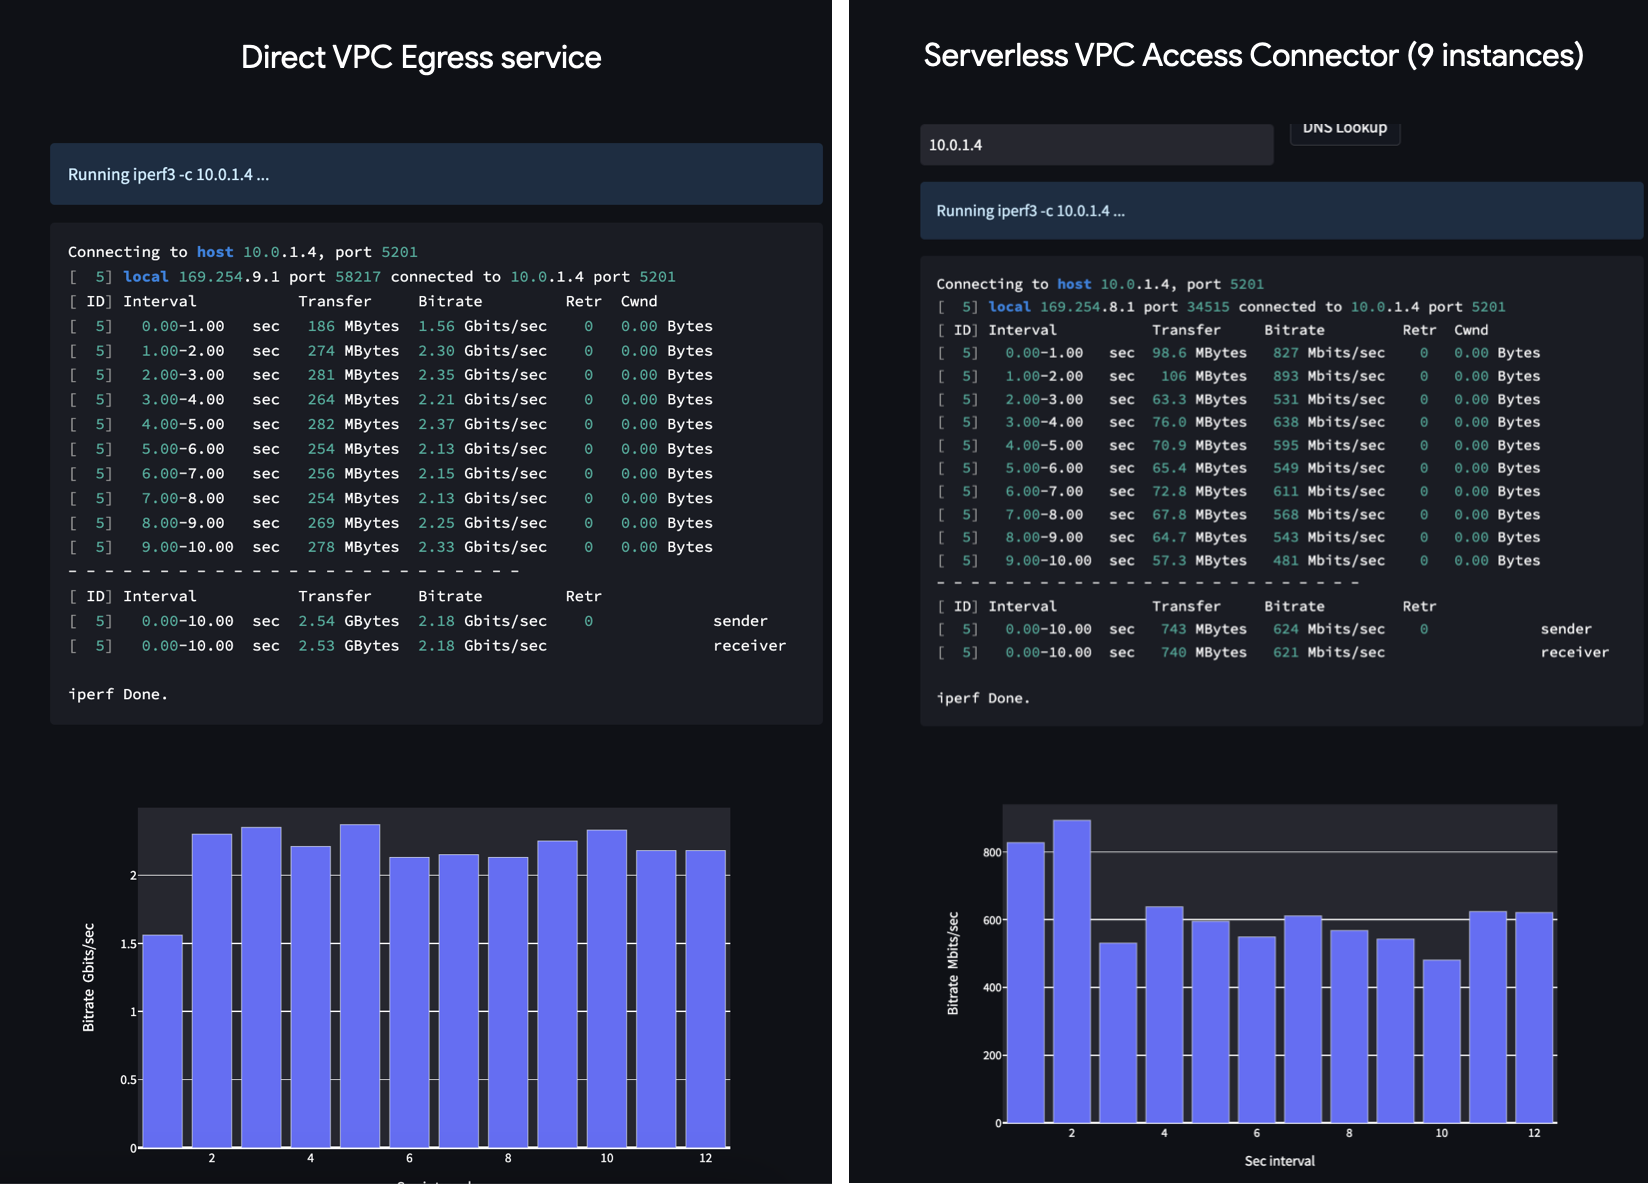 Direct VPC Egress service
Running iperf3 -c 10.0.1.4 ...
Connecting to host 10.0.1.4, port 5201
[  5] local 169.254.9.1 port 58217 connected to 10.0.1.4 port 5201
[ ID] Interval           Transfer     Bitrate         Retr  Cwnd
[  5]   0.00-1.00   sec   186 MBytes  1.56 Gbits/sec    0   0.00 Bytes
[  5]   1.00-2.00   sec   274 MBytes  2.30 Gbits/sec    0   0.00 Bytes
[  5]   2.00-3.00   sec   281 MBytes  2.35 Gbits/sec    0   0.00 Bytes
[  5]   3.00-4.00   sec   264 MBytes  2.21 Gbits/sec    0   0.00 Bytes
[  5]   4.00-5.00   sec   282 MBytes  2.37 Gbits/sec    0   0.00 Bytes
[  5]   5.00-6.00   sec   254 MBytes  2.13 Gbits/sec    0   0.00 Bytes
[  5]   6.00-7.00   sec   256 MBytes  2.15 Gbits/sec    0   0.00 Bytes
[  5]   7.00-8.00   sec   254 MBytes  2.13 Gbits/sec    0   0.00 Bytes
[  5]   8.00-9.00   sec   269 MBytes  2.25 Gbits/sec    0   0.00 Bytes
[  5]   9.00-10.00  sec   278 MBytes  2.33 Gbits/sec    0   0.00 Bytes
- - - - - - - - - - - - - - - - - - - - - - - - -
[ ID] Interval           Transfer     Bitrate         Retr
[  5]   0.00-10.00  sec  2.54 GBytes  2.18 Gbits/sec    0             sender
[  5]   0.00-10.00  sec  2.53 GBytes  2.18 Gbits/sec                  receiver
iperf Done.
Bitrate Gbits/sec
2
1.5
1
0.5
0
2 4 6 8 10 12
Serverless VPC Access Connector (9 instances)
10.0.1.4
DNS Lookup
Running iperf3 -c 10.0.1.4 ...
Connecting to host 10.0.1.4, port 5201
[  5] local 169.254.8.1 port 34515 connected to 10.0.1.4 port 5201
[ ID] Interval           Transfer     Bitrate         Retr  Cwnd
[  5]   0.00-1.00   sec  98.6 MBytes   827 Mbits/sec    0   0.00 Bytes
[  5]   1.00-2.00   sec   106 MBytes   893 Mbits/sec    0   0.00 Bytes
[  5]   2.00-3.00   sec  63.3 MBytes   531 Mbits/sec    0   0.00 Bytes
[  5]   3.00-4.00   sec  76.0 MBytes   638 Mbits/sec    0   0.00 Bytes
[  5]   4.00-5.00   sec  70.9 MBytes   595 Mbits/sec    0   0.00 Bytes
[  5]   5.00-6.00   sec  65.4 MBytes   549 Mbits/sec    0   0.00 Bytes
[  5]   6.00-7.00   sec  72.8 MBytes   611 Mbits/sec    0   0.00 Bytes
[  5]   7.00-8.00   sec  67.8 MBytes   568 Mbits/sec    0   0.00 Bytes
[  5]   8.00-9.00   sec  64.7 MBytes   543 Mbits/sec    0   0.00 Bytes
[  5]   9.00-10.00  sec  57.3 MBytes   481 Mbits/sec    0   0.00 Bytes
- - - - - - - - - - - - - - - - - - - - - - - - -
[ ID] Interval           Transfer     Bitrate         Retr
[  5]   0.00-10.00  sec   743 MBytes   624 Mbits/sec    0             sender
[  5]   0.00-10.00  sec   740 MBytes   621 Mbits/sec                  receiver
iperf Done.
Bitrate Mbits/sec
800
600
400
200
0
2 4 6 8 10 12
Sec interval